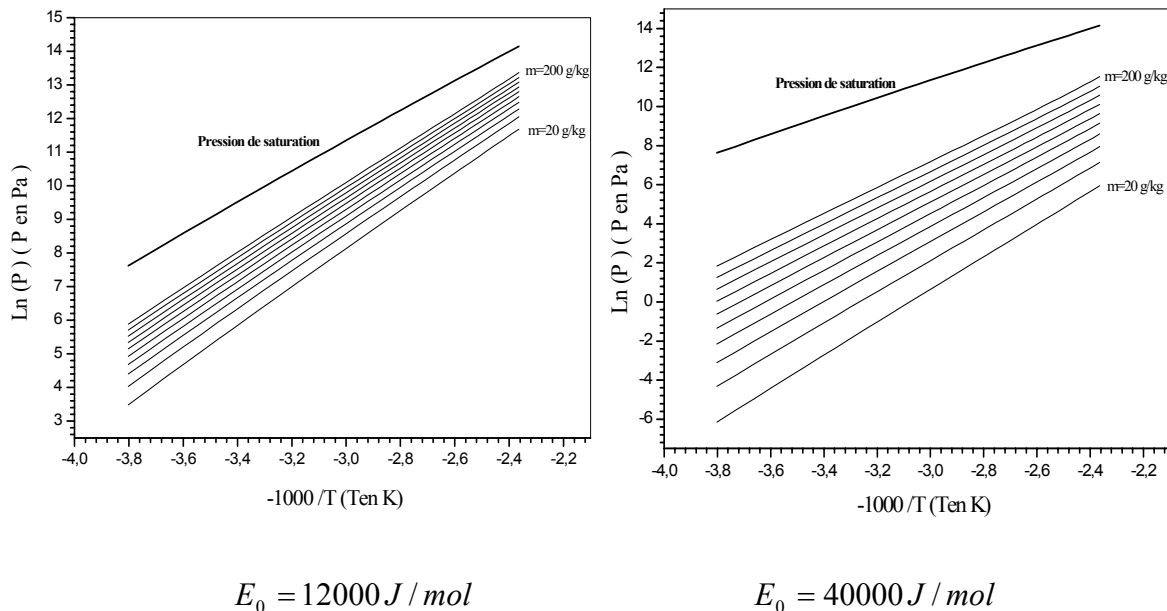 15
14
13
12
11
10
9
8
7
6
5
4
3
Ln (P) ( P en Pa)
Pression de saturation
m=200 g/kg
m=20 g/kg
-4,0 -3,8 -3,6 -3,4 -3,2 -3,0 -2,8 -2,6 -2,4 -2,2
-1000 /T (T en K)
14
12
10
8
6
4
2
0
-2
-4
-6
Ln (P) ( P en Pa)
Pression de saturation
m=200 g/kg
m=20 g/kg
-4,0 -3,8 -3,6 -3,4 -3,2 -3,0 -2,8 -2,6 -2,4 -2,2
-1000 /T (T en K)
E₀ = 12000 J / mol
E₀ = 40000 J / mol